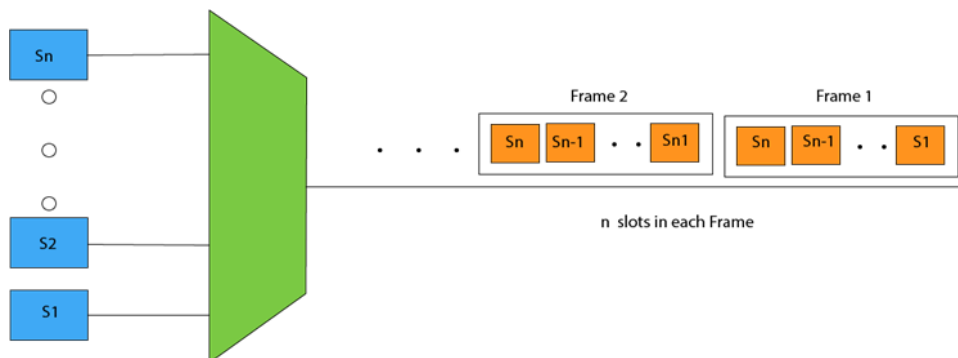 Sn
Frame 2
Frame 1
Sn
Sn-1
Sn1
Sn
Sn-1
S1
n slots in each Frame
S2
S1